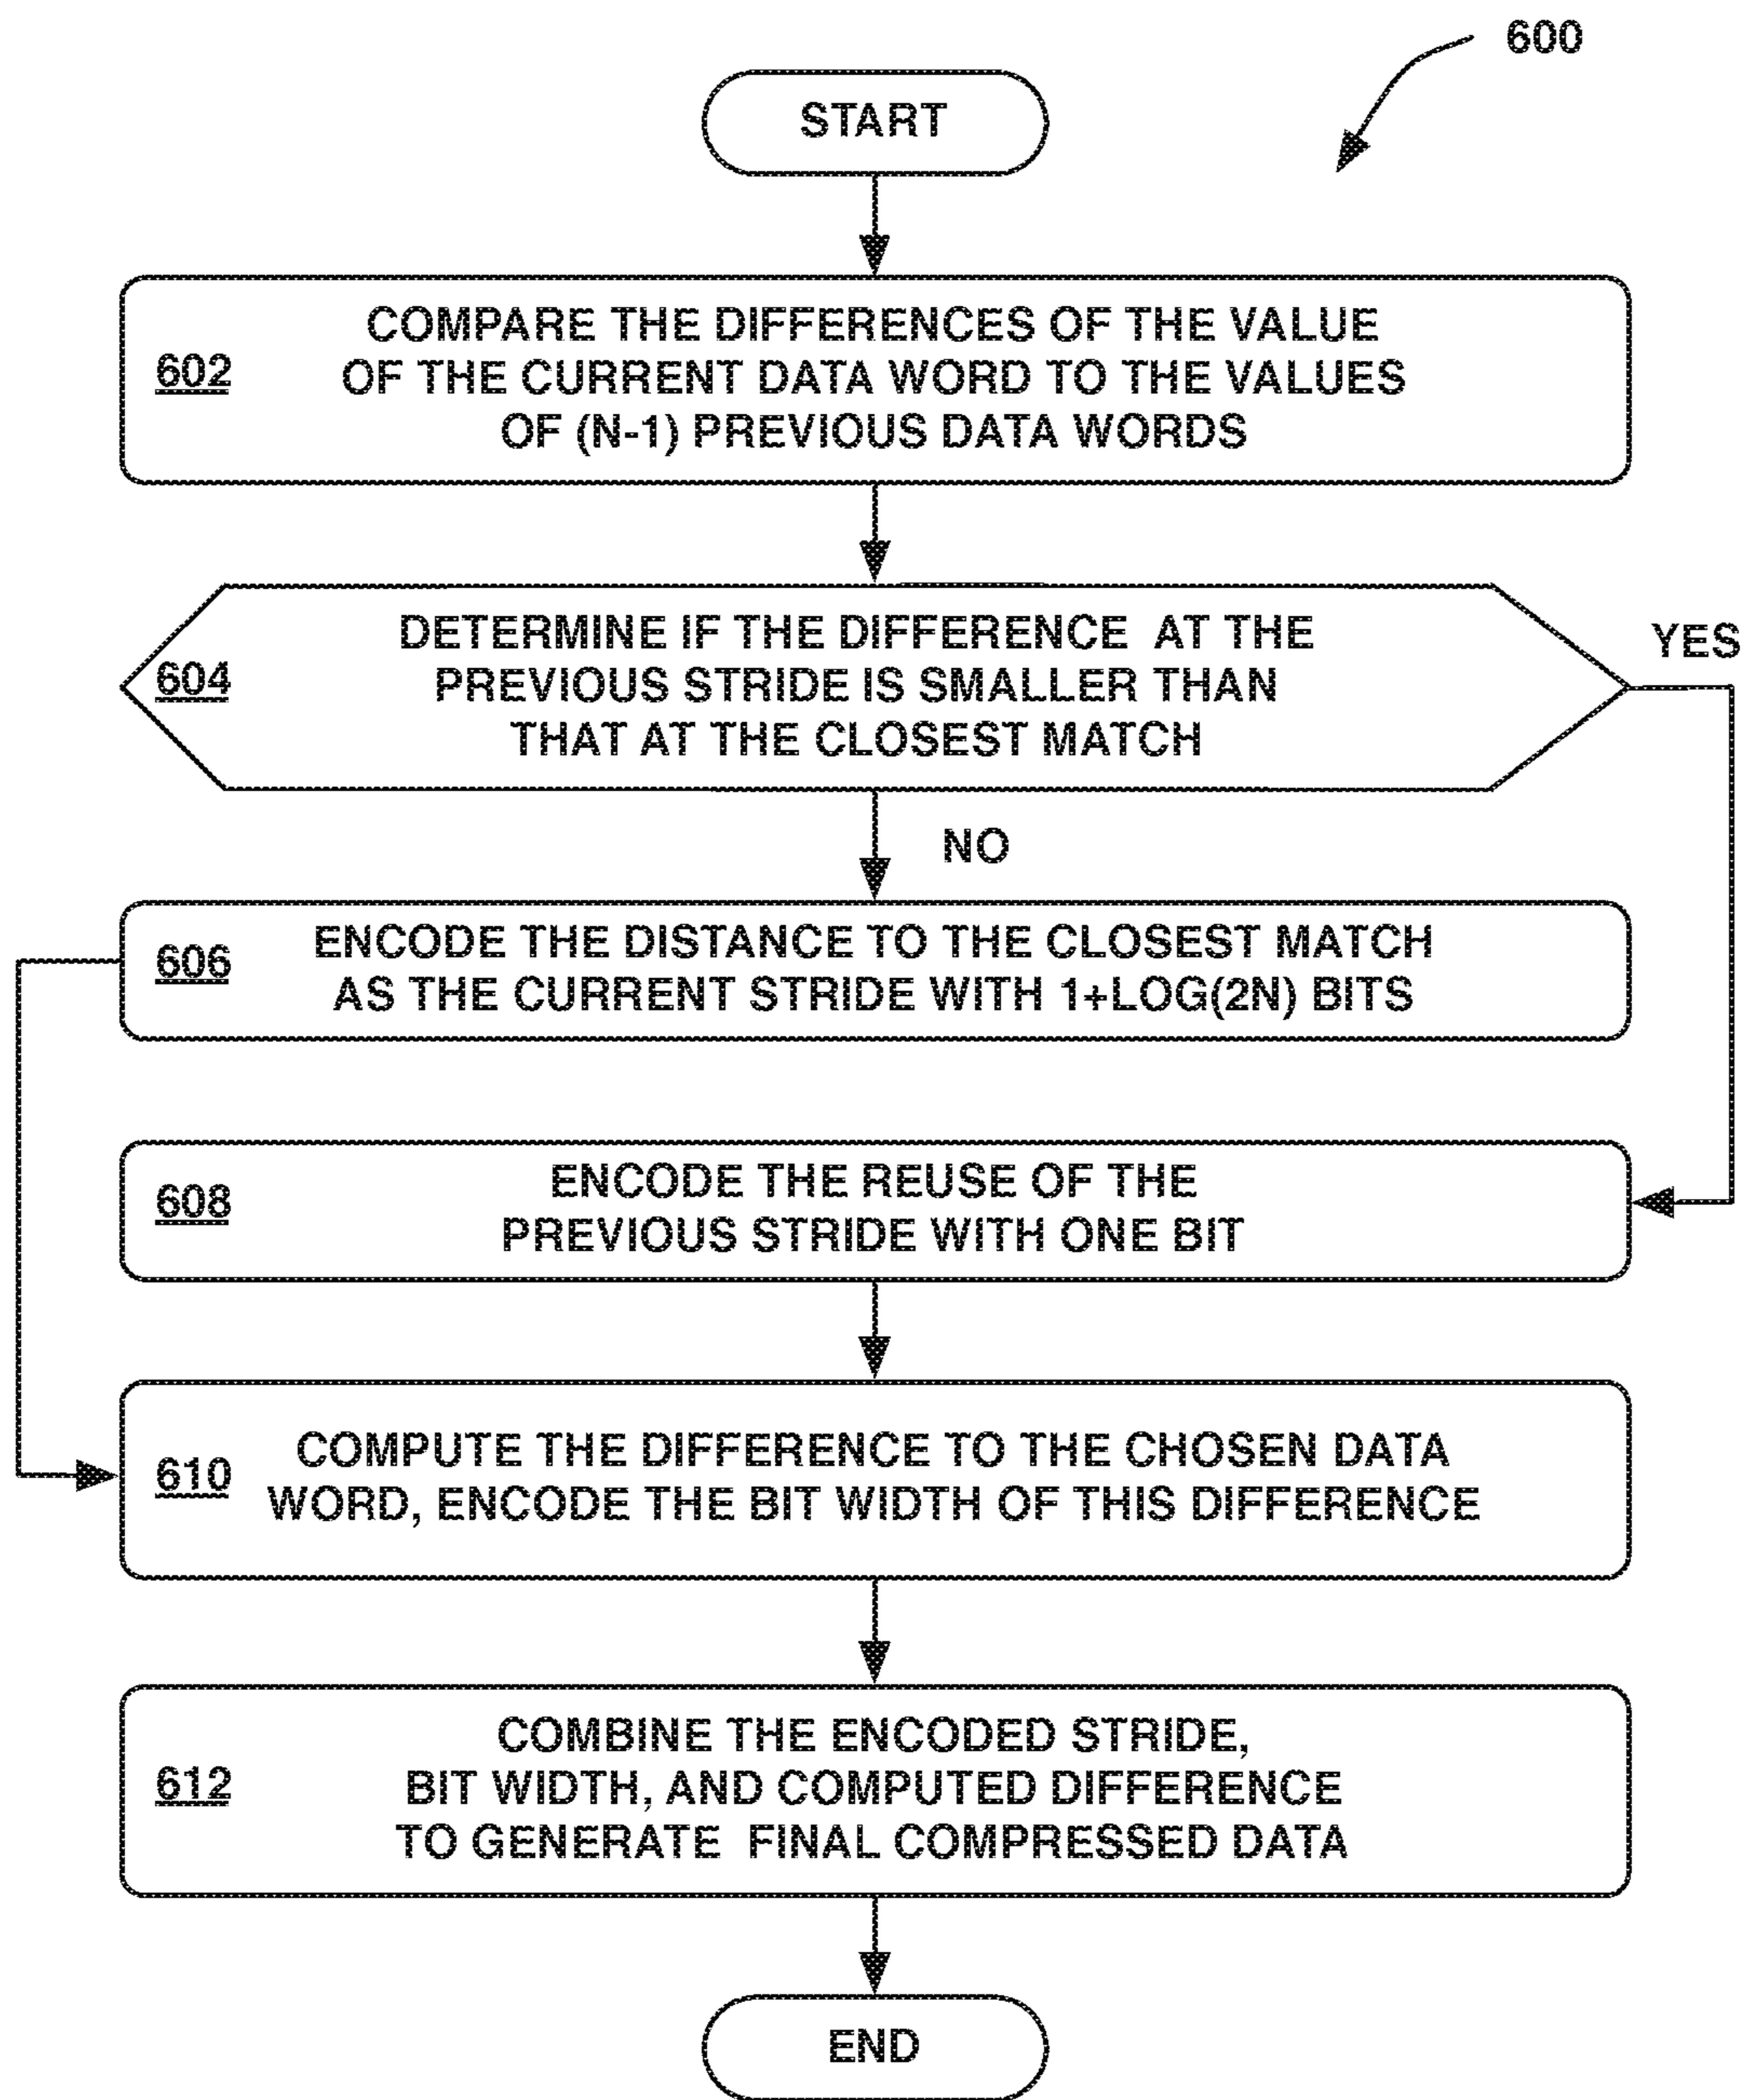 600
START
602
COMPARE THE DIFFERENCES OF THE VALUE
OF THE CURRENT DATA WORD TO THE VALUES
OF (N-1) PREVIOUS DATA WORDS
604
DETERMINE IF THE DIFFERENCE AT THE
PREVIOUS STRIDE IS SMALLER THAN
THAT AT THE CLOSEST MATCH
YES
NO
606
ENCODE THE DISTANCE TO THE CLOSEST MATCH
AS THE CURRENT STRIDE WITH 1+LOG(2N) BITS
608
ENCODE THE REUSE OF THE
PREVIOUS STRIDE WITH ONE BIT
610
COMPUTE THE DIFFERENCE TO THE CHOSEN DATA
WORD, ENCODE THE BIT WIDTH OF THIS DIFFERENCE
612
COMBINE THE ENCODED STRIDE,
BIT WIDTH, AND COMPUTED DIFFERENCE
TO GENERATE FINAL COMPRESSED DATA
END